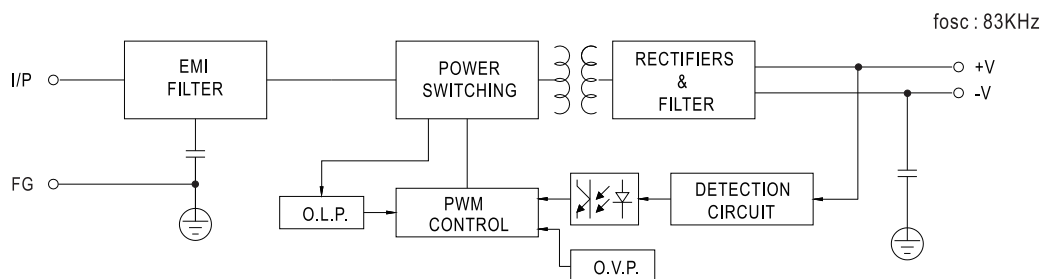 fosc : 83KHz
I/P
EMI
FILTER
POWER
SWITCHING
RECTIFIERS
&
FILTER
+V
-V
FG
O.L.P.
PWM
CONTROL
DETECTION
CIRCUIT
O.V.P.